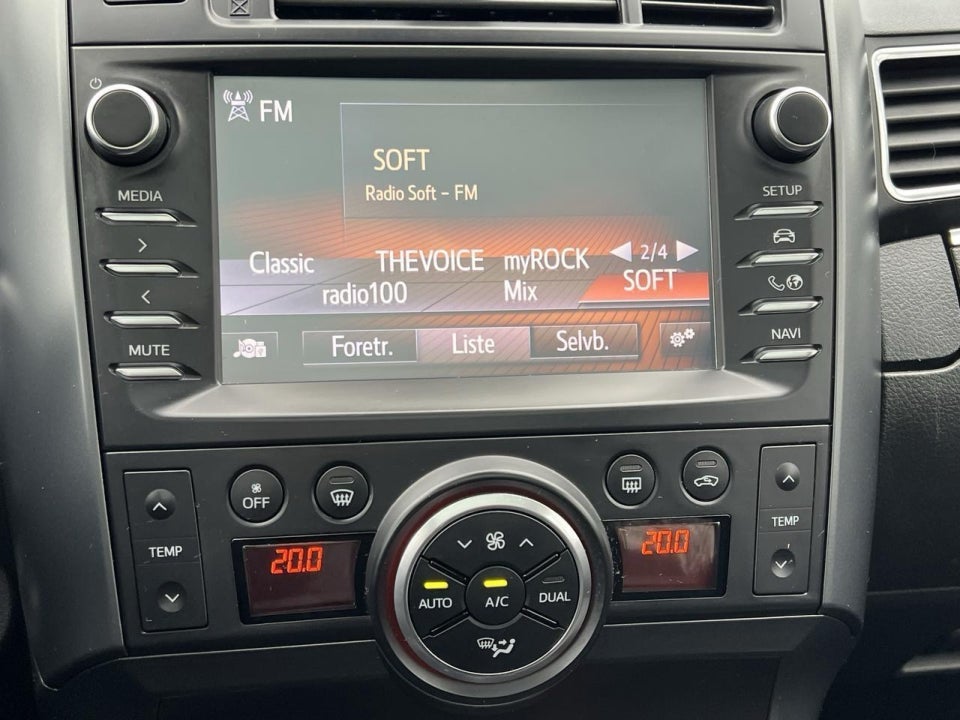 FM
SOFT
Radio Soft – FM
Classic THEVOICE myROCK 2/4
radio100 Mix SOFT
Foretr. Liste Selvb.
MEDIA
>
<
MUTE
SETUP
NAVI
OFF
TEMP
20.0
AUTO A/C DUAL
20.0
TEMP